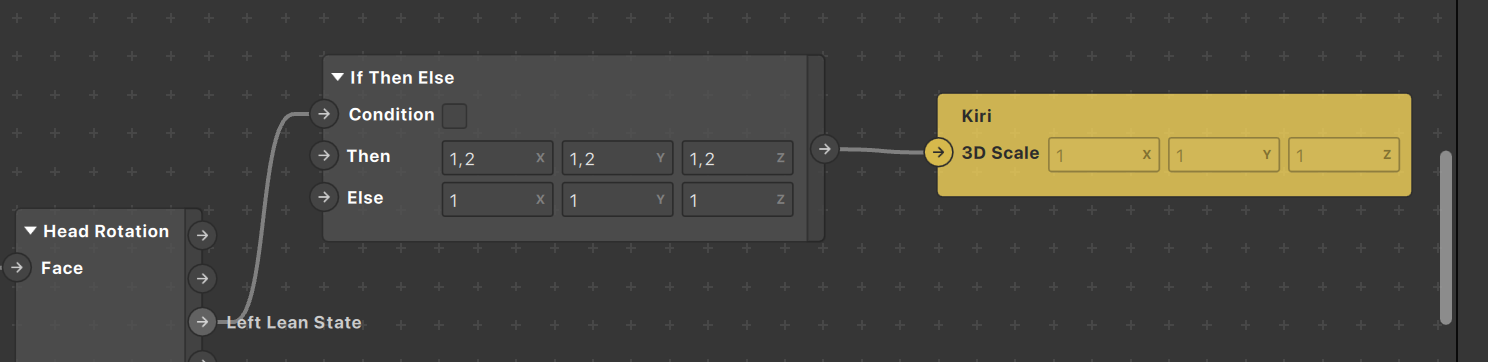 If Then Else
Condition
Then 1,2 X 1,2 Y 1,2 Z
Else 1 X 1 Y 1 Z
Kiri
3D Scale 1 X 1 Y 1 Z
Head Rotation
Face
Left Lean State